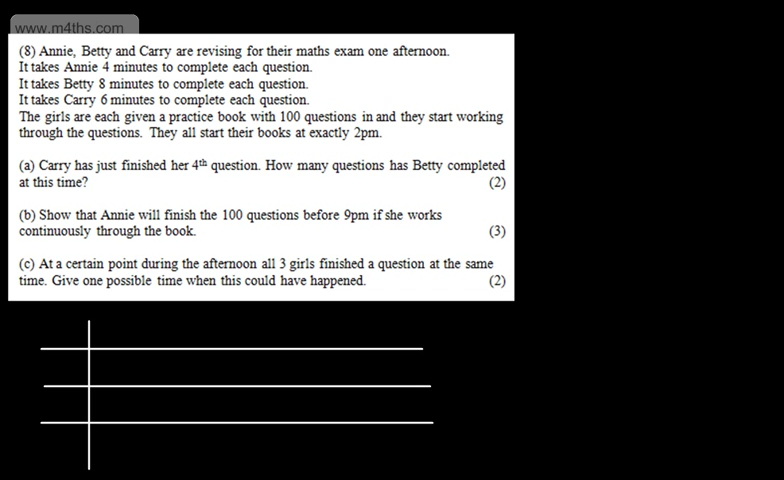 www.m4ths.com
(8) Annie, Betty and Carry are revising for their maths exam one afternoon.
It takes Annie 4 minutes to complete each question.
It takes Betty 8 minutes to complete each question.
It takes Carry 6 minutes to complete each question.
The girls are each given a practice book with 100 questions in and they start working
through the questions. They all start their books at exactly 2pm.
(a) Carry has just finished her 4th question. How many questions has Betty completed
at this time? (2)
(b) Show that Annie will finish the 100 questions before 9pm if she works
continuously through the book. (3)
(c) At a certain point during the afternoon all 3 girls finished a question at the same
time. Give one possible time when this could have happened. (2)